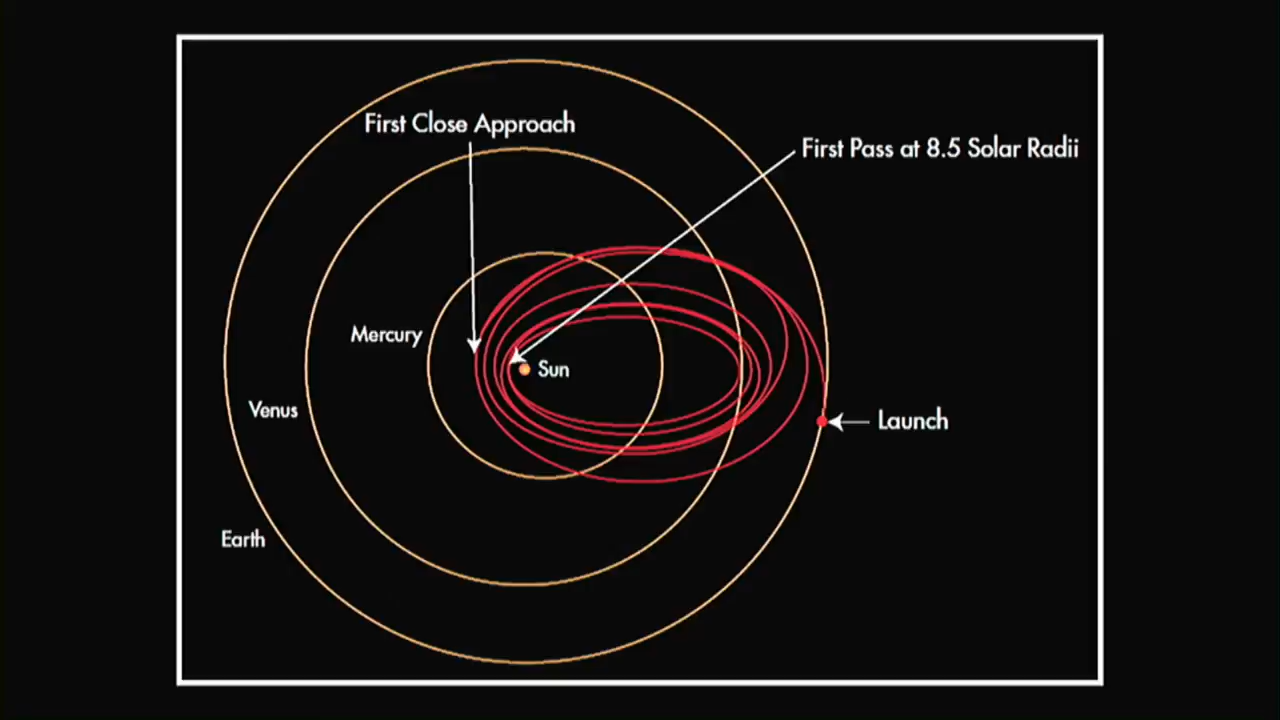 First Close Approach
First Pass at 8.5 Solar Radii
Mercury
Sun
Venus
Launch
Earth